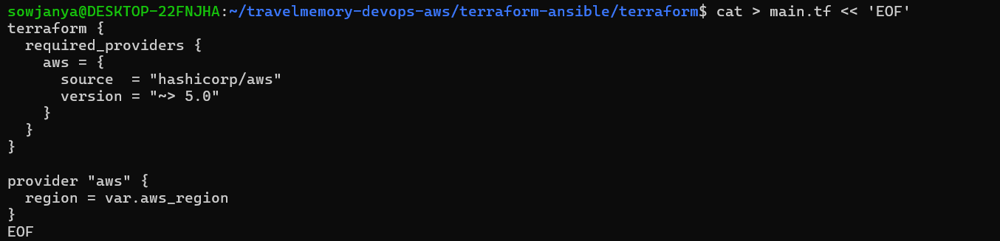 sowjanya@DESKTOP-22FNJHA:~/travelmemory-devops-aws/terraform-ansible/terraform$ cat > main.tf << 'EOF'
terraform {
  required_providers {
    aws = {
      source  = "hashicorp/aws"
      version = "~> 5.0"
    }
  }
}

provider "aws" {
  region = var.aws_region
}
EOF